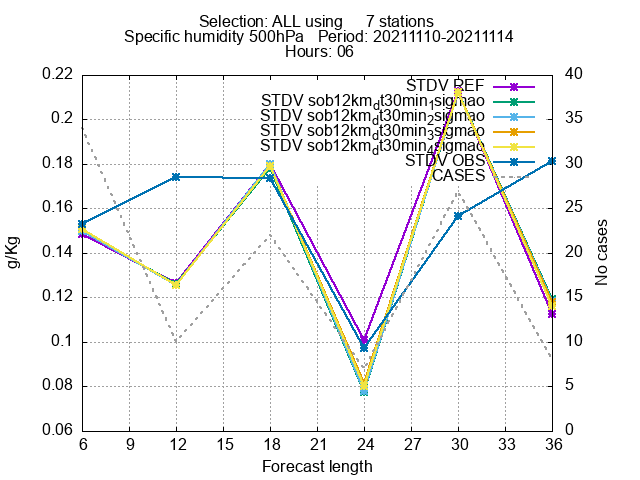 Selection: ALL using 7 stations
Specific humidity 500hPa Period: 20211110-20211114
Hours: 06
STDV REF
STDV sob12km_dt30min_1sigmao
STDV sob12km_dt30min_2sigmao
STDV sob12km_dt30min_3sigmao
STDV sob12km_dt30min_4sigmao
STDV OBS
CASES
0.22
0.2
0.18
0.16
0.14
0.12
0.1
0.08
0.06
g/Kg
40
35
30
25
20
15
10
5
0
No cases
6 9 12 15 18 21 24 27 30 33 36
Forecast length